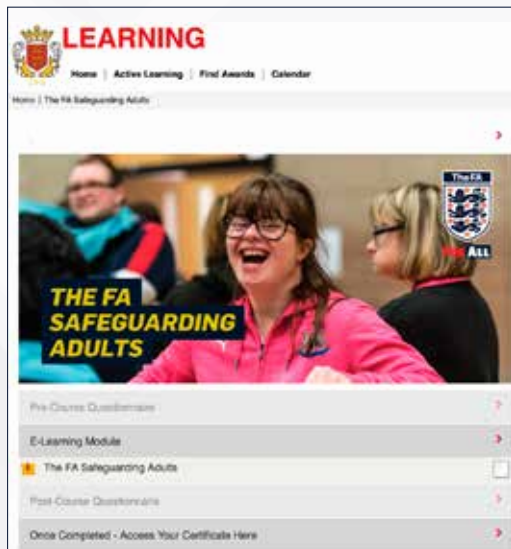 LEARNING
Home | Active Learning | Find Awards | Calendar
Home | The FA Safeguarding Adults
The FA
ALL
THE FA
SAFEGUARDING
ADULTS
Pre-Course Questionnaire
E-Learning Module
The FA Safeguarding Adults
Post-Course Questionnaire
Once Completed - Access Your Certificate Here